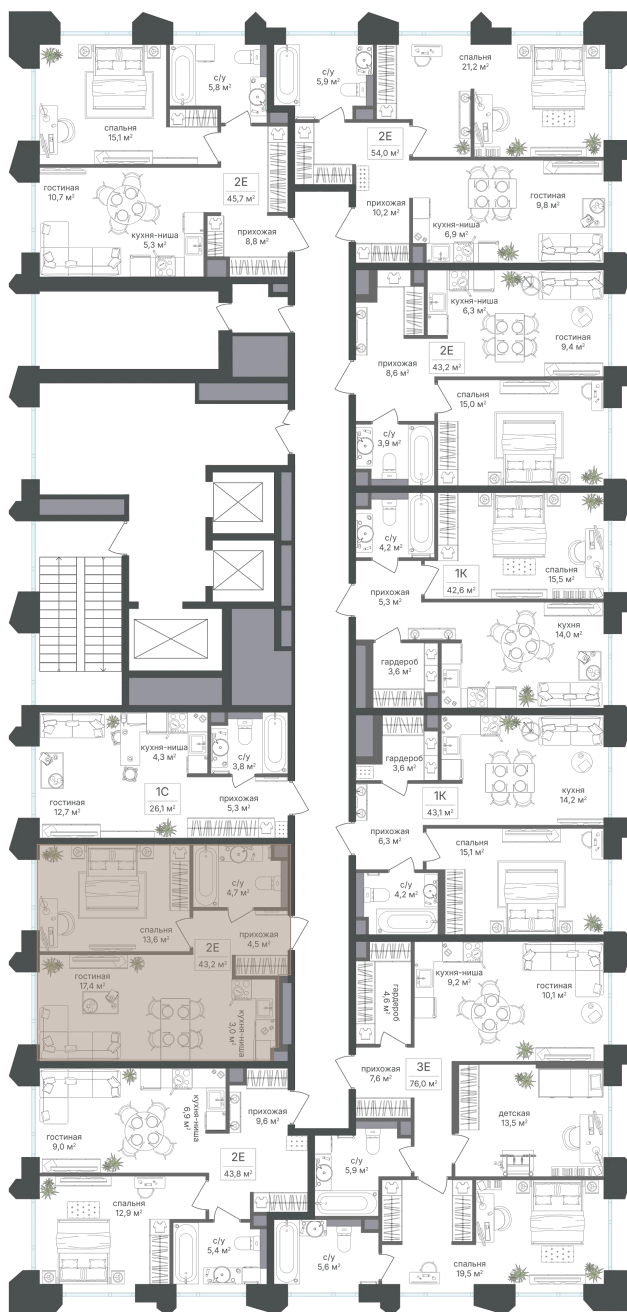 с/у
5,8 м²
с/у
5,9 м²
спальня
21,2 м²
спальня
15,1 м²
2Е
54,0 м²
гостиная
10,7 м²
2Е
45,7 м²
кухня-ниша
5,3 м²
прихожая
8,8 м²
прихожая
10,2 м²
кухня-ниша
6,9 м²
гостиная
9,8 м²
кухня-ниша
6,3 м²
гостиная
9,4 м²
прихожая
8,6 м²
2Е
43,2 м²
спальня
15,0 м²
с/у
3,9 м²
с/у
4,2 м²
спальня
15,5 м²
1К
42,6 м²
прихожая
5,3 м²
кухня
14,0 м²
гардероб
3,6 м²
кухня-ниша
4,3 м²
с/у
3,8 м²
гостиная
12,7 м²
1С
26,1 м²
прихожая
5,3 м²
гардероб
3,6 м²
кухня
14,2 м²
1К
43,1 м²
прихожая
6,3 м²
спальня
15,1 м²
с/у
4,2 м²
с/у
4,7 м²
спальня
13,6 м²
прихожая
4,5 м²
2Е
43,2 м²
гостиная
17,4 м²
кухня-ниша
3,0 м²
гардероб
4,6 м²
кухня-ниша
9,2 м²
гостиная
10,1 м²
прихожая
7,6 м²
3Е
76,0 м²
детская
13,5 м²
кухня-ниша
6,9 м²
гостиная
9,0 м²
прихожая
9,6 м²
2Е
43,8 м²
с/у
5,9 м²
спальня
12,9 м²
с/у
5,4 м²
с/у
5,6 м²
спальня
19,5 м²